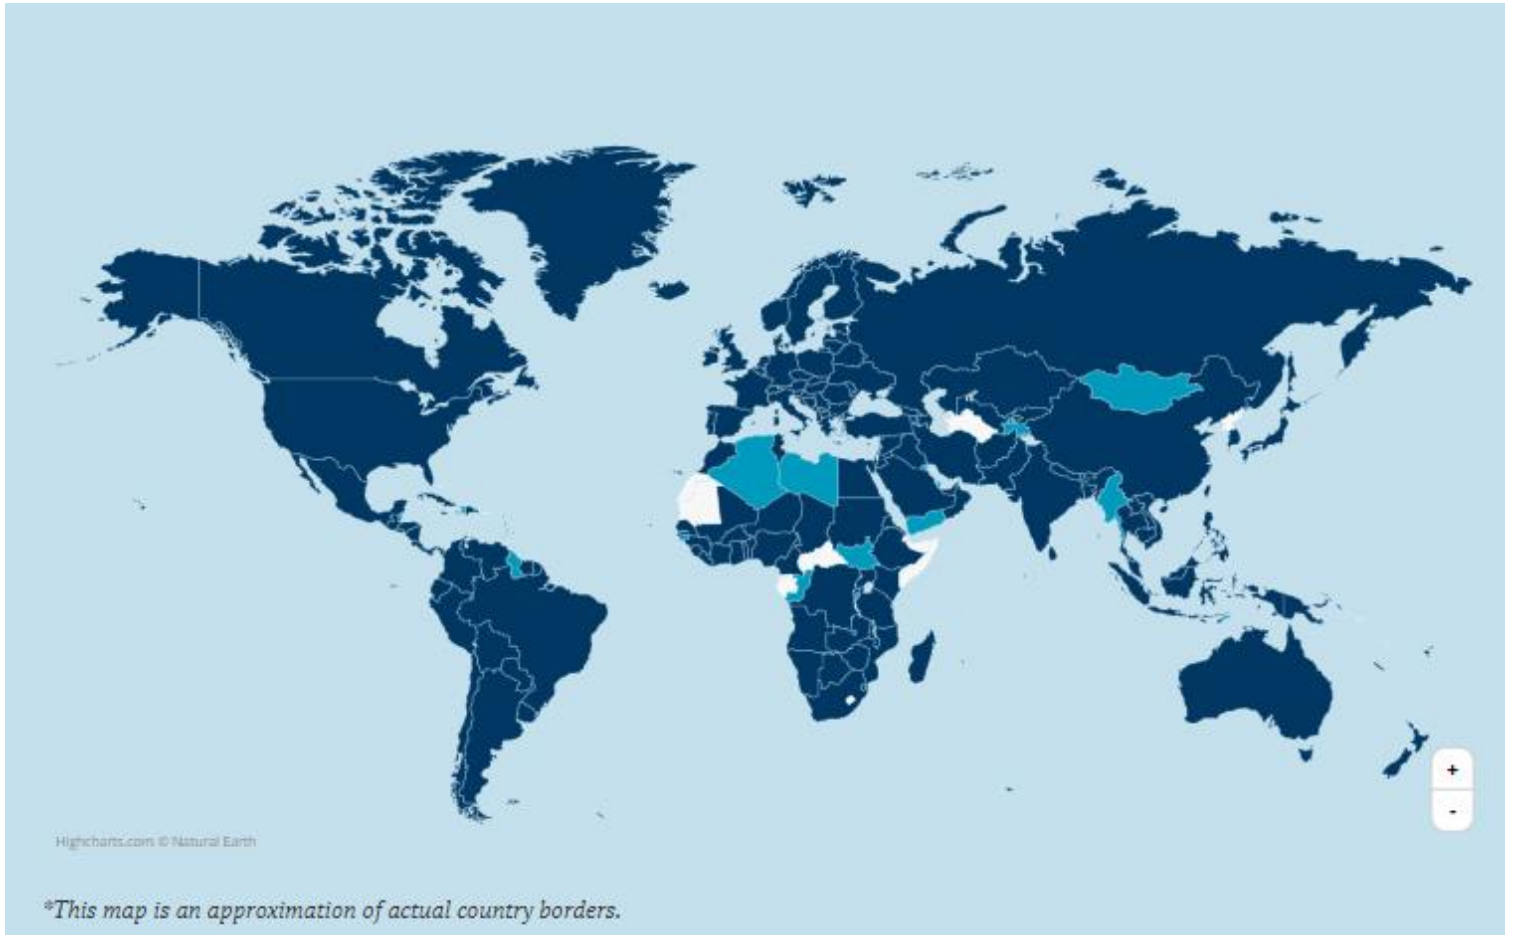 +
-
Highcharts.com © Natural Earth
*This map is an approximation of actual country borders.